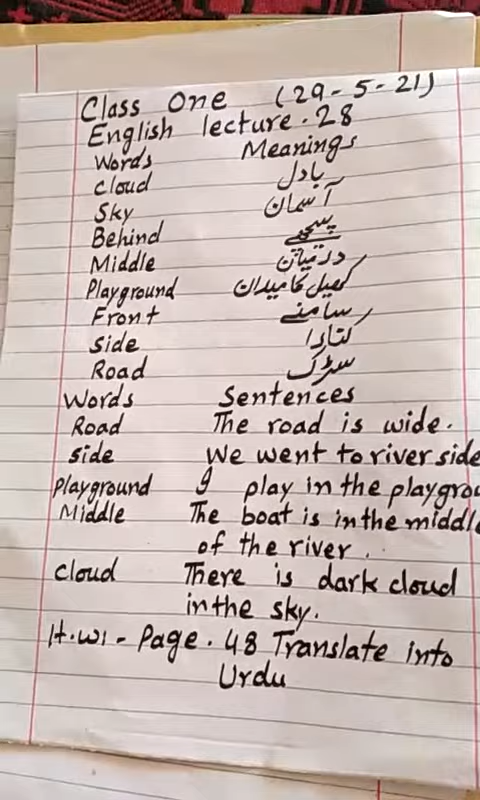 Class One (29-5-21)
English lecture.28
Words Meanings
cloud بادل
Sky آسمان
Behind پیچھے
Middle درمیان
Playground کھیل کا میدان
Front سامنے
side کنارا
Road سڑک
Words Sentences
Road The road is wide.
side We went to river side
Playground I play in the playgrou
Middle The boat is in the middle
of the river.
cloud There is dark cloud
in the sky.
H.W1 - Page. 48 Translate into
Urdu